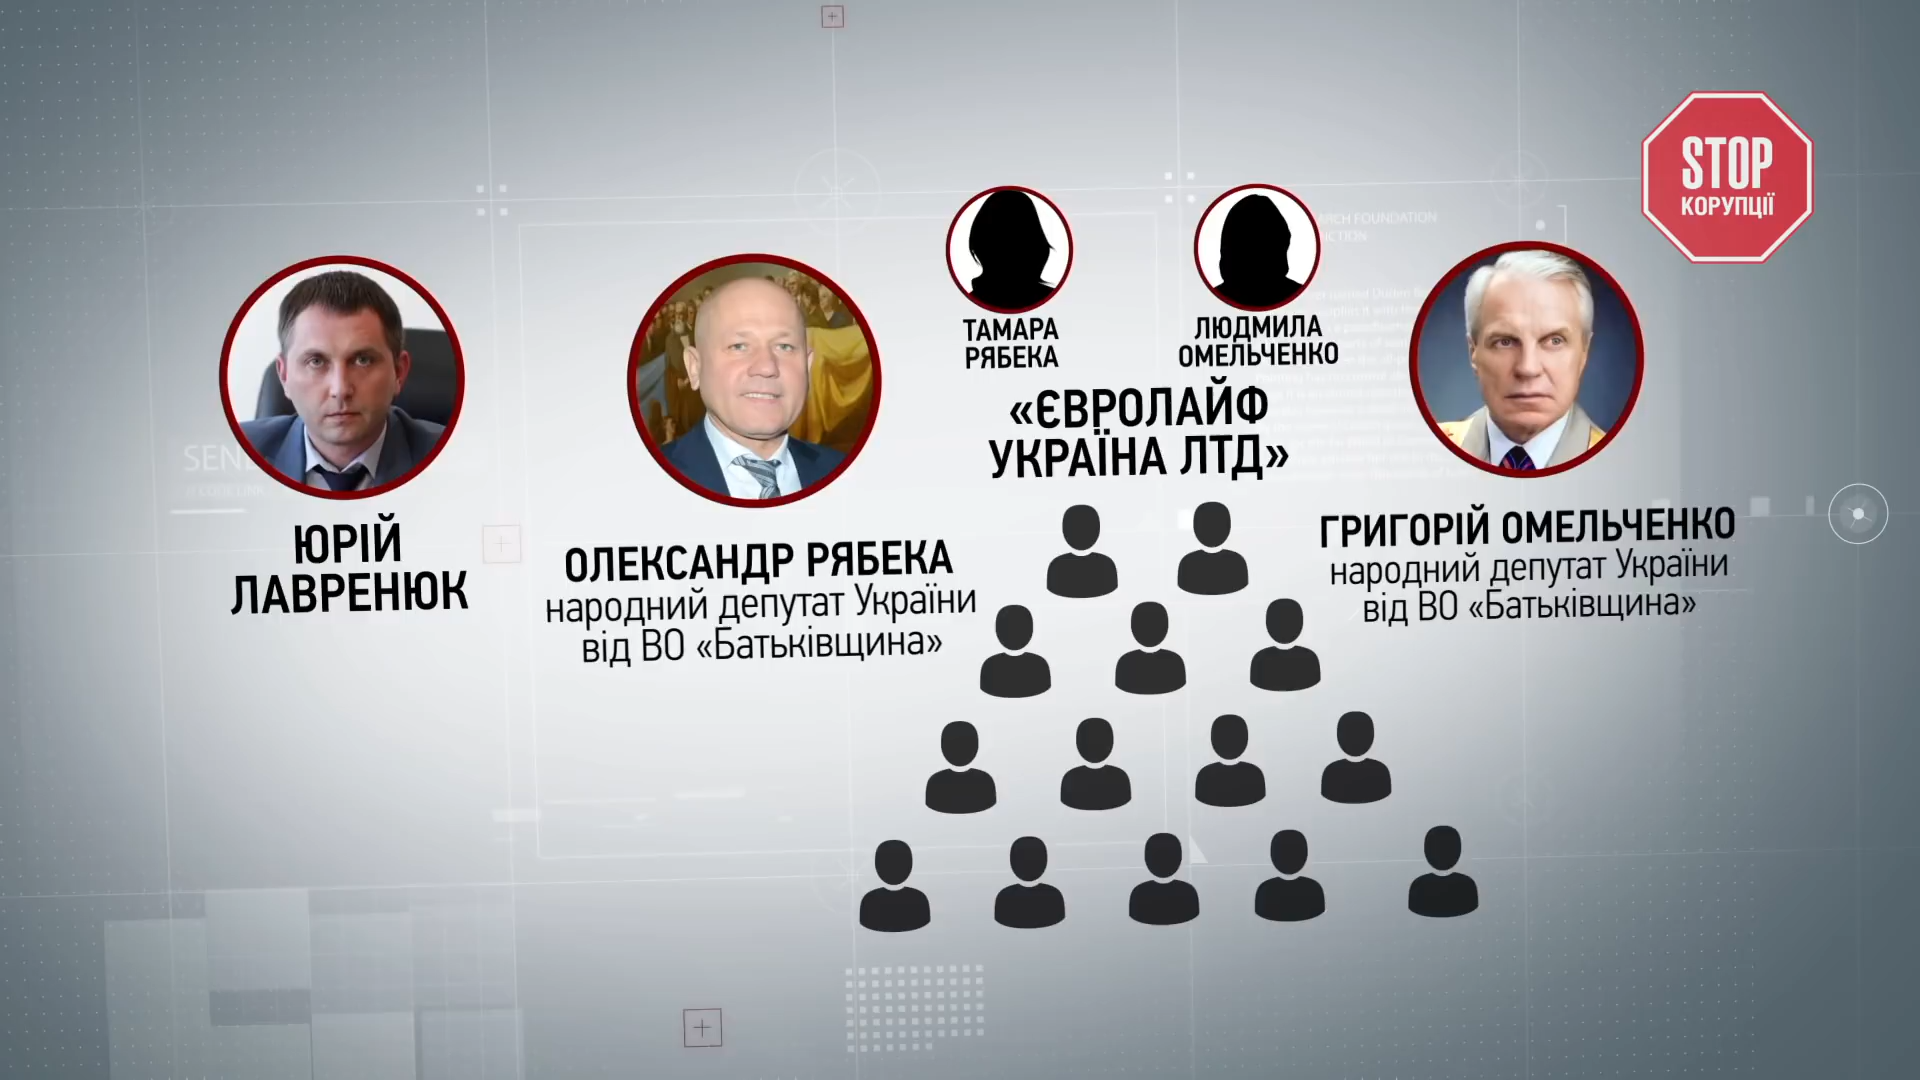 STOP
КОРУПЦІЇ
ТАМАРА
РЯБЕКА
ЛЮДМИЛА
ОМЕЛЬЧЕНКО
«ЄВРОЛАЙФ
УКРАЇНА ЛТД»
ЮРІЙ
ЛАВРЕНЮК
ОЛЕКСАНДР РЯБЕКА
народний депутат України
від ВО «Батьківщина»
ГРИГОРІЙ ОМЕЛЬЧЕНКО
народний депутат України
від ВО «Батьківщина»